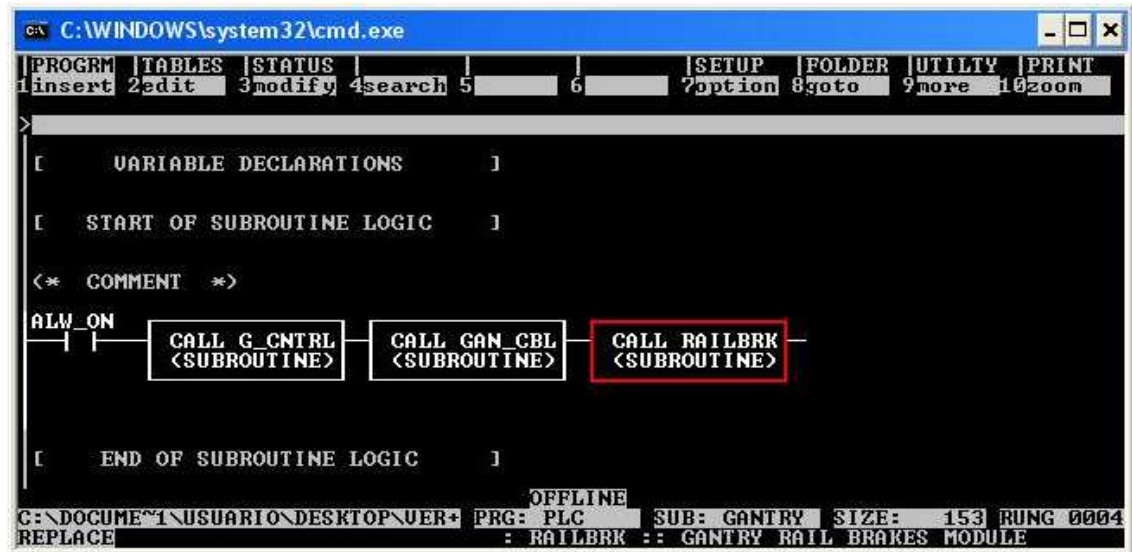 C:\WINDOWS\system32\cmd.exe
|PROGRM |TABLES |STATUS | | | |SETUP |FOLDER |UTILTY |PRINT
1insert 2edit 3modify 4search 5 6 7option 8goto 9more 10zoom
>
[ VARIABLE DECLARATIONS ]
[ START OF SUBROUTINE LOGIC ]
(* COMMENT *)
ALW_ON
CALL G_CNTRL CALL GAN_CBL CALL RAILBRK
(SUBROUTINE) (SUBROUTINE) (SUBROUTINE)
[ END OF SUBROUTINE LOGIC ]
OFFLINE
C:\DOCUME~1\USUARIO\DESKTOP\VER+ PRG: PLC SUB: GANTRY SIZE: 153 RUNG 0004
REPLACE : RAILBRK :: GANTRY RAIL BRAKES MODULE